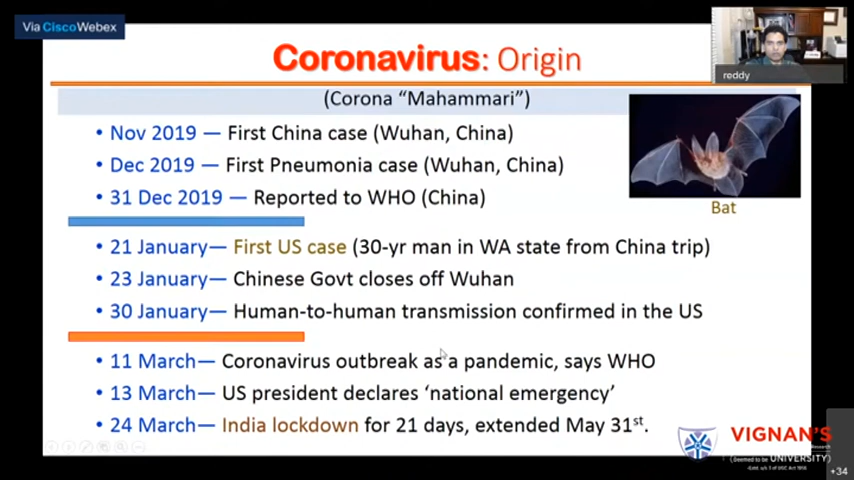 Via CiscoWebex
Coronavirus: Origin
reddy
(Corona “Mahammari”)
• Nov 2019 — First China case (Wuhan, China)
• Dec 2019 — First Pneumonia case (Wuhan, China)
• 31 Dec 2019 — Reported to WHO (China)
Bat
• 21 January— First US case (30-yr man in WA state from China trip)
• 23 January— Chinese Govt closes off Wuhan
• 30 January— Human-to-human transmission confirmed in the US
• 11 March— Coronavirus outbreak as a pandemic, says WHO
• 13 March— US president declares ‘national emergency’
• 24 March— India lockdown for 21 days, extended May 31st.
VIGNAN'S
(Deemed to be UNIVERSITY)
+34